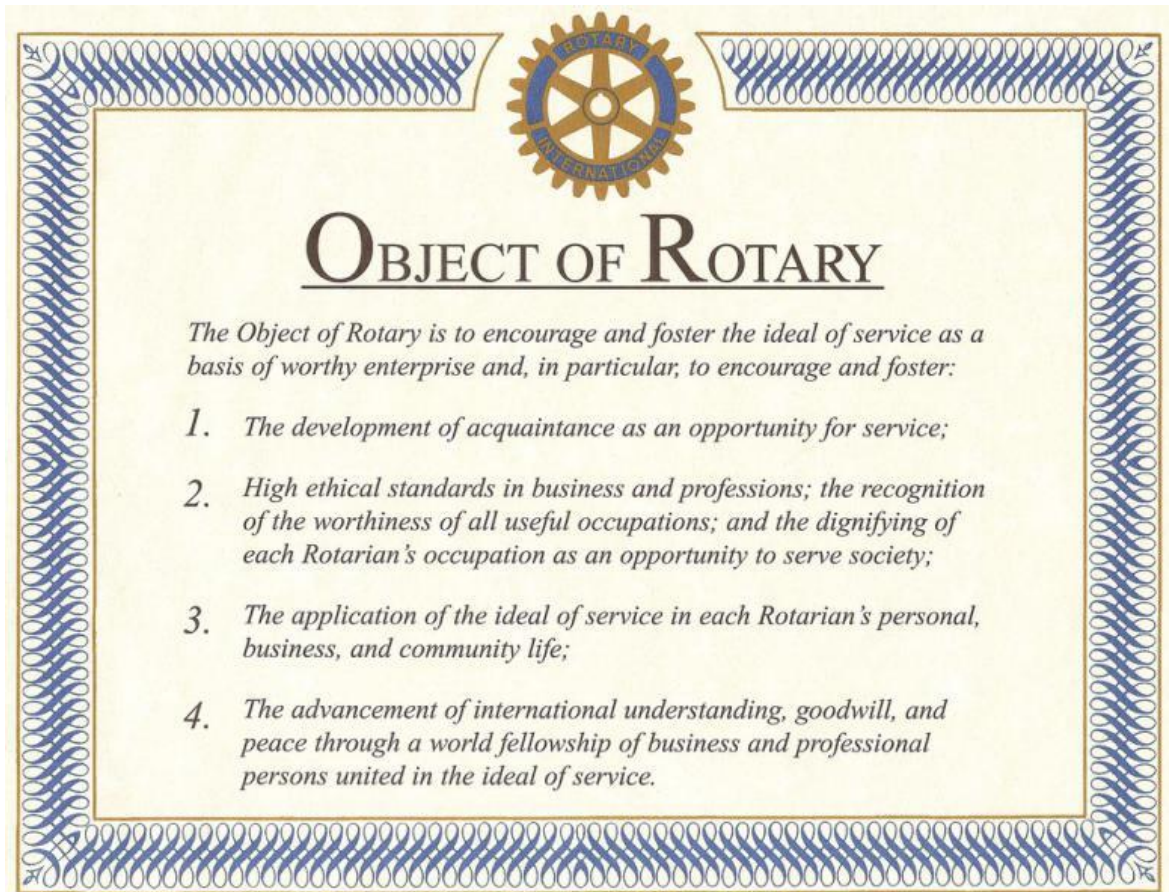 ROTARY
INTERNATIONAL
OBJECT OF ROTARY
The Object of Rotary is to encourage and foster the ideal of service as a
basis of worthy enterprise and, in particular, to encourage and foster:
1. The development of acquaintance as an opportunity for service;
2. High ethical standards in business and professions; the recognition
of the worthiness of all useful occupations; and the dignifying of
each Rotarian's occupation as an opportunity to serve society;
3. The application of the ideal of service in each Rotarian's personal,
business, and community life;
4. The advancement of international understanding, goodwill, and
peace through a world fellowship of business and professional
persons united in the ideal of service.